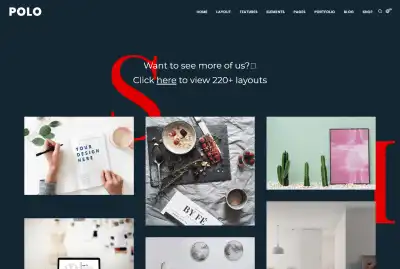 POLO
HOME LAYOUT FEATURES ELEMENTS PAGES PORTFOLIO BLOG SHOP
Want to see more of us?□
Click here to view 220+ layouts
S
I
YOUR
DESIGN
HERE
BY FÉ